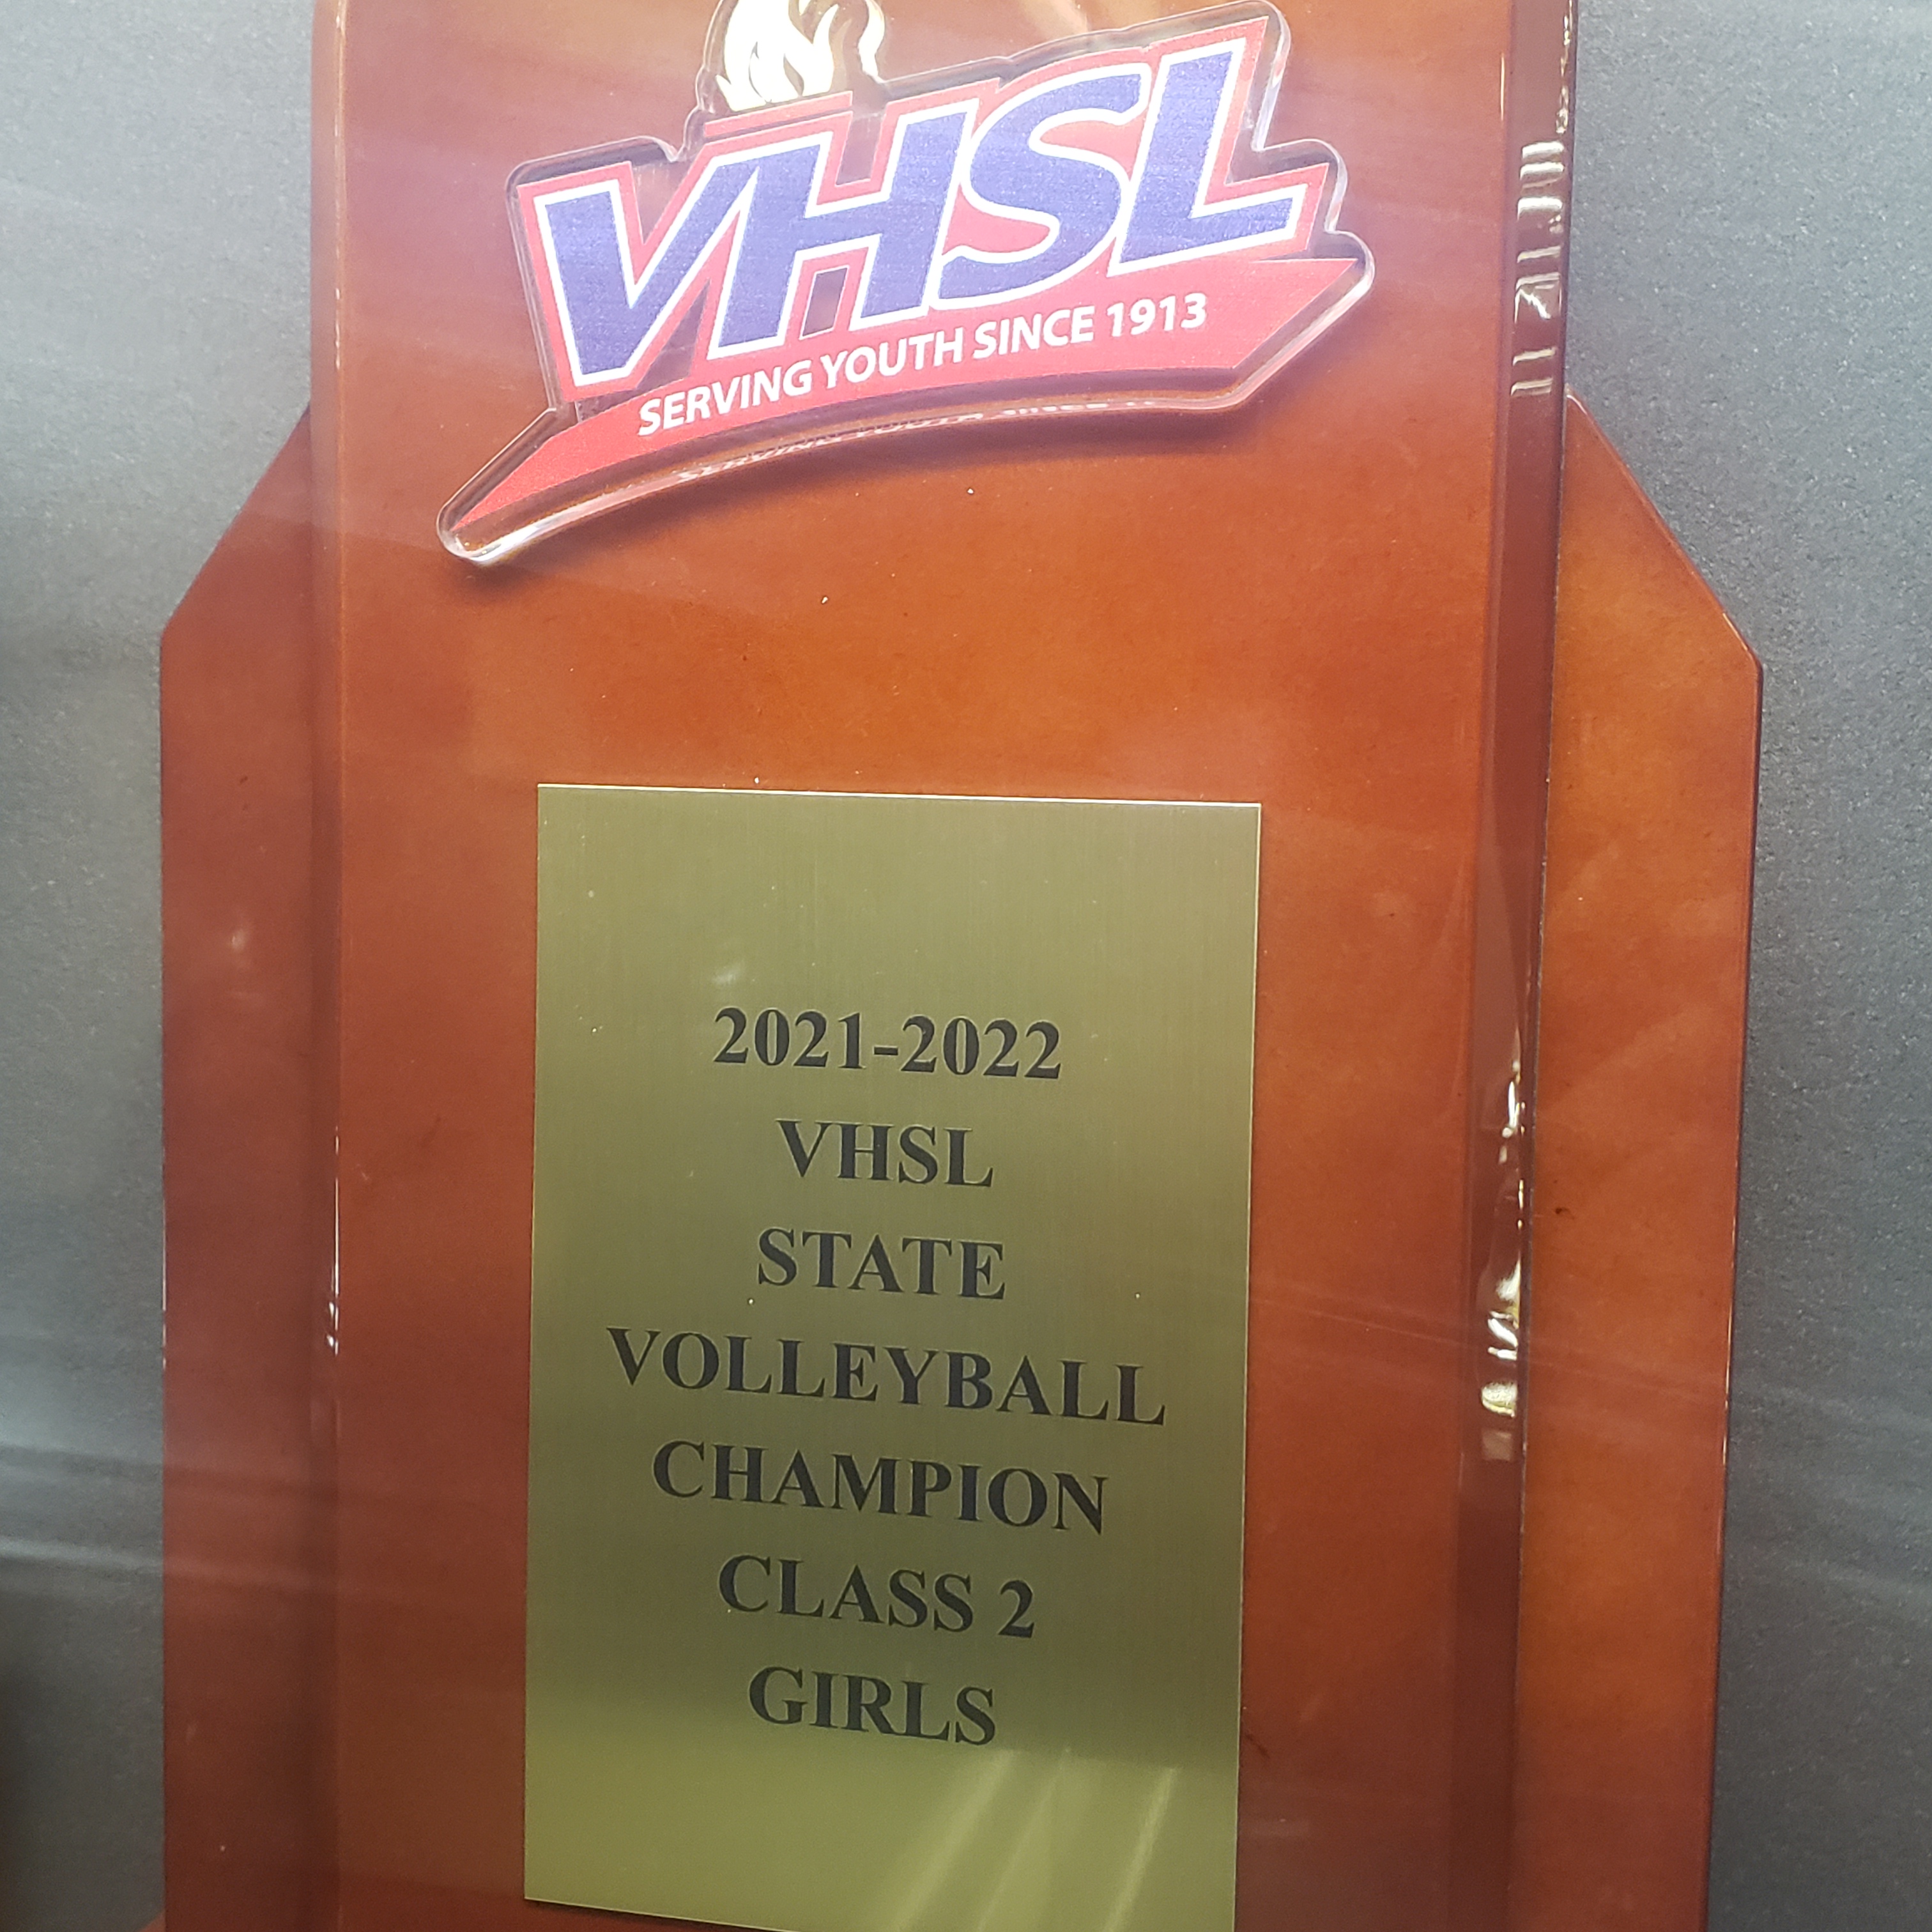 VHSL
SERVING YOUTH SINCE 1913
2021-2022
VHSL
STATE
VOLLEYBALL
CHAMPION
CLASS 2
GIRLS